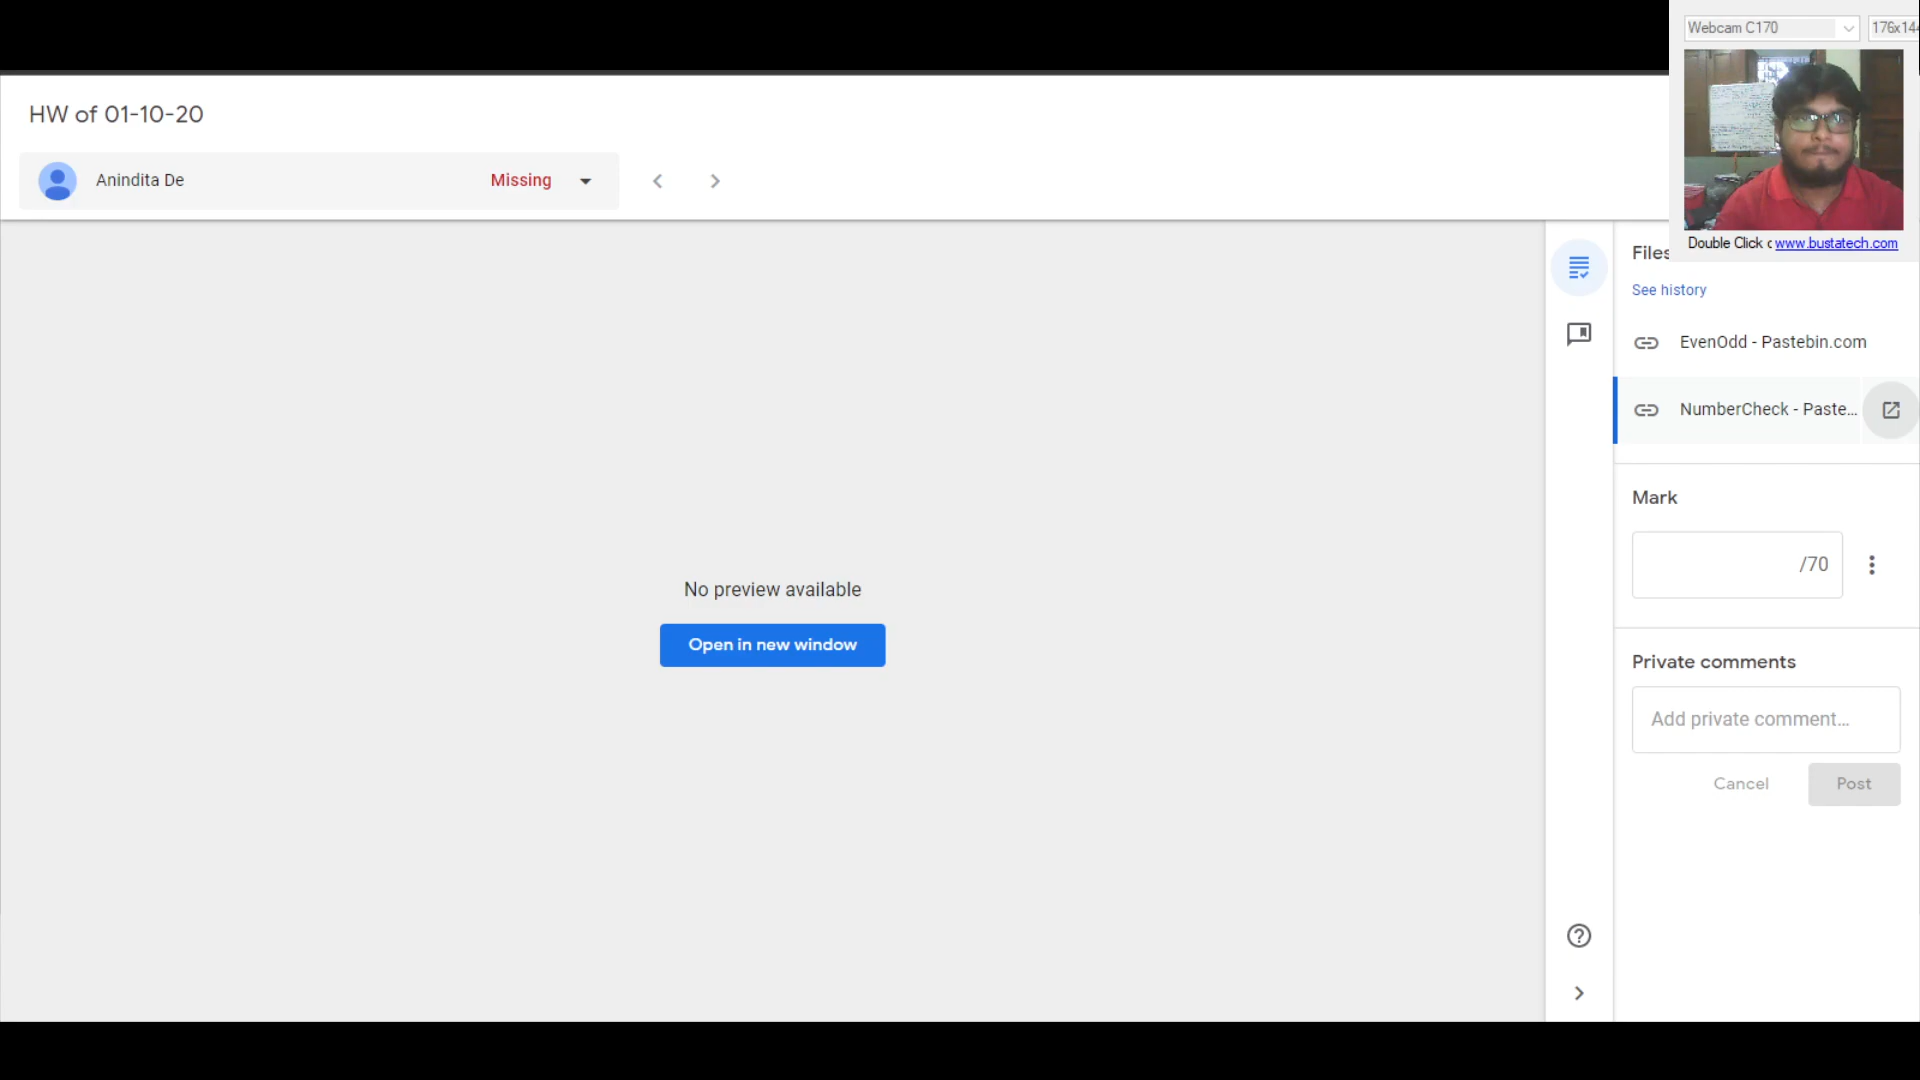 Webcam C170
176x144
HW of 01-10-20
Anindita De
Missing
Double Click
www.bustatech.com
Files
See history
EvenOdd - Pastebin.com
NumberCheck - Paste...
Mark
/70
No preview available
Open in new window
Private comments
Add private comment...
Cancel
Post